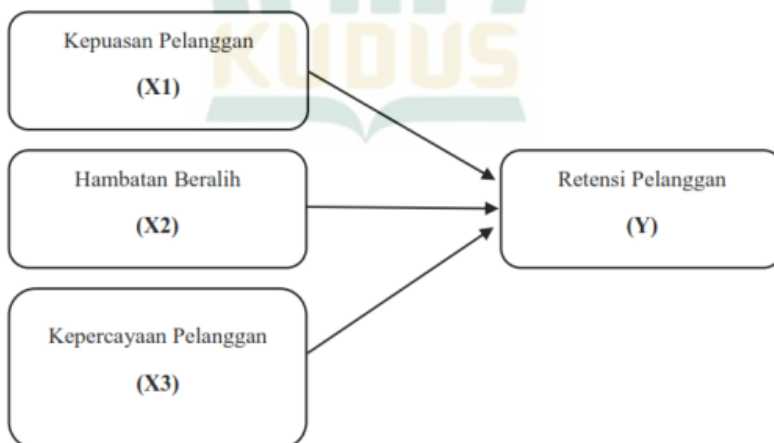 KUDUS
Kepuasan Pelanggan
(X1)
Hambatan Beralih
(X2)
Retensi Pelanggan
(Y)
Kepercayaan Pelanggan
(X3)